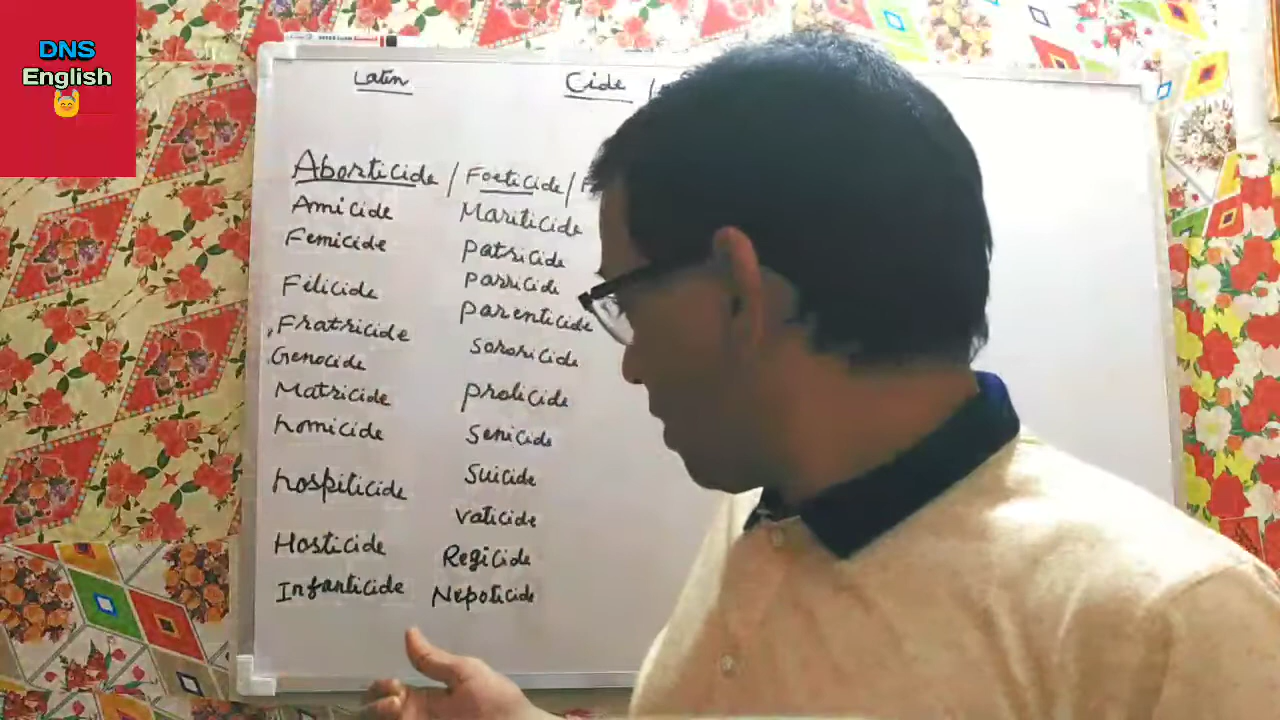 DNS
English
Latin Cide /
Aborticide / Foeticide /
Amicide Mariticide
Femicide Patricide
Filicide Parricide
Fratricide Parenticide
Genocide Sororicide
Matricide Prolicide
homicide Senicide
hospiticide Suicide
Vaticide
Hosticide Regicide
Infanticide Nepoticide